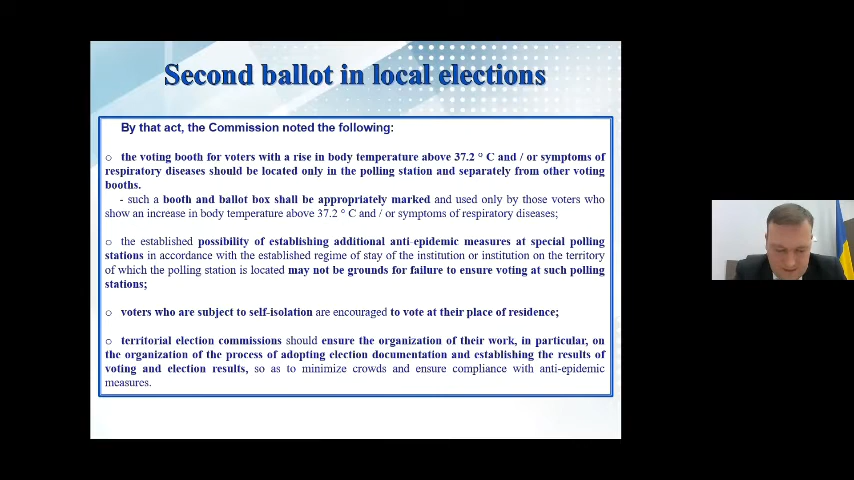 Second ballot in local elections
By that act, the Commission noted the following:
o the voting booth for voters with a rise in body temperature above 37.2 ° C and / or symptoms of
respiratory diseases should be located only in the polling station and separately from other voting
booths.
- such a booth and ballot box shall be appropriately marked and used only by those voters who
show an increase in body temperature above 37.2 ° C and / or symptoms of respiratory diseases;
o the established possibility of establishing additional anti-epidemic measures at special polling
stations in accordance with the established regime of stay of the institution or institution on the territory
of which the polling station is located may not be grounds for failure to ensure voting at such polling
stations;
o voters who are subject to self-isolation are encouraged to vote at their place of residence;
o territorial election commissions should ensure the organization of their work, in particular, on
the organization of the process of adopting election documentation and establishing the results of
voting and election results, so as to minimize crowds and ensure compliance with anti-epidemic
measures.